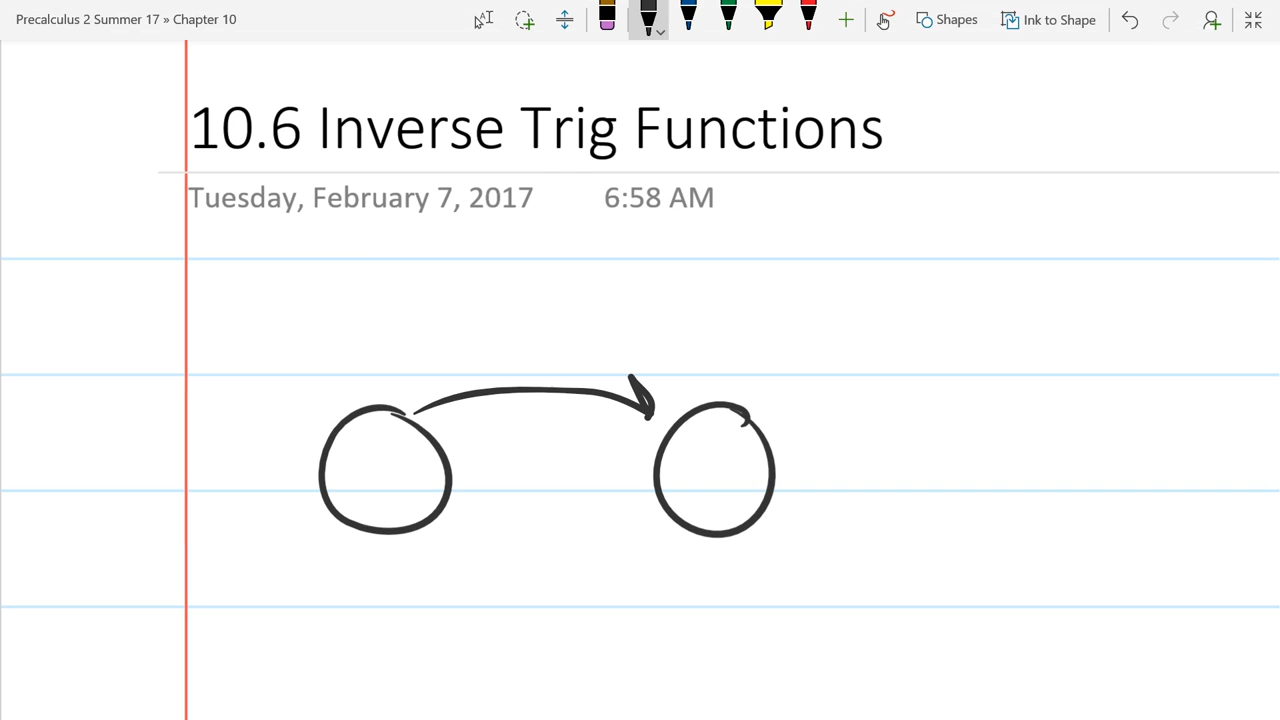 Precalculus 2 Summer 17 » Chapter 10
Shapes
Ink to Shape
10.6 Inverse Trig Functions
Tuesday, February 7, 2017 6:58 AM